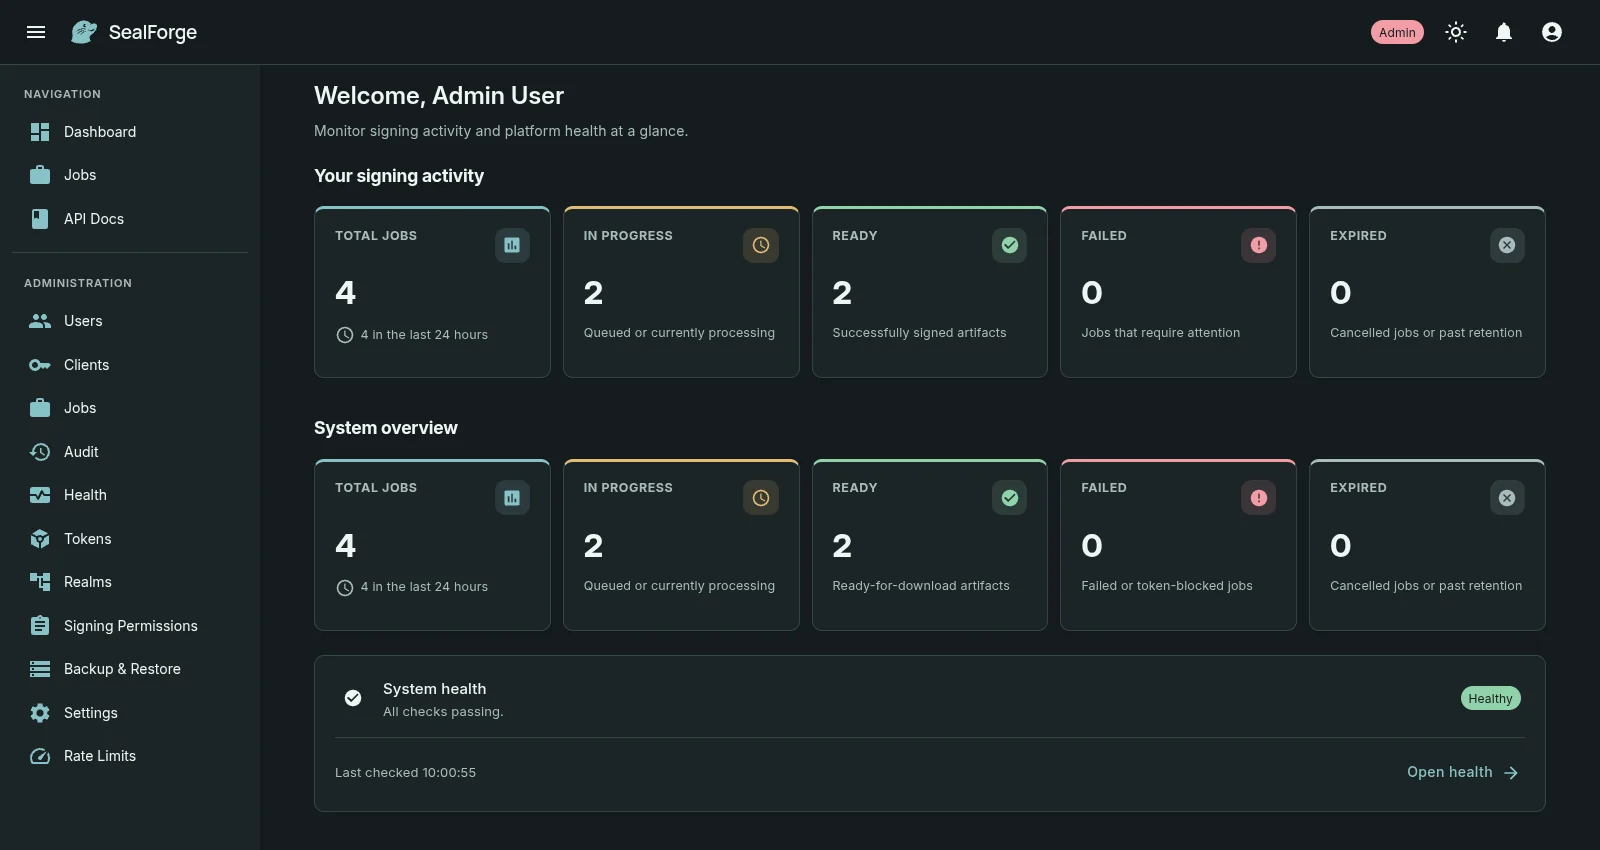 SealForge
Admin
NAVIGATION
Dashboard
Jobs
API Docs
ADMINISTRATION
Users
Clients
Jobs
Audit
Health
Tokens
Realms
Signing Permissions
Backup & Restore
Settings
Rate Limits
Welcome, Admin User
Monitor signing activity and platform health at a glance.
Your signing activity
TOTAL JOBS
4
4 in the last 24 hours
IN PROGRESS
2
Queued or currently processing
READY
2
Successfully signed artifacts
FAILED
0
Jobs that require attention
EXPIRED
0
Cancelled jobs or past retention
System overview
TOTAL JOBS
4
4 in the last 24 hours
IN PROGRESS
2
Queued or currently processing
READY
2
Ready-for-download artifacts
FAILED
0
Failed or token-blocked jobs
EXPIRED
0
Cancelled jobs or past retention
System health
All checks passing.
Healthy
Last checked 10:00:55
Open health